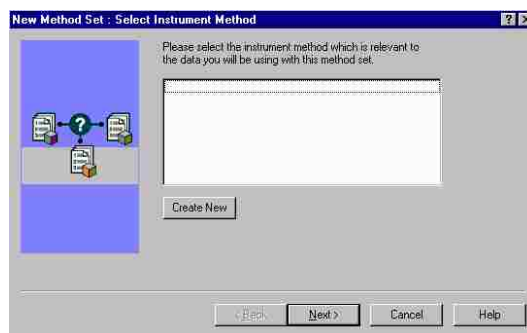 New Method Set : Select Instrument Method
Please select the instrument method which is relevant to
the data you will be using with this method set.
Create New
< Back Next > Cancel Help